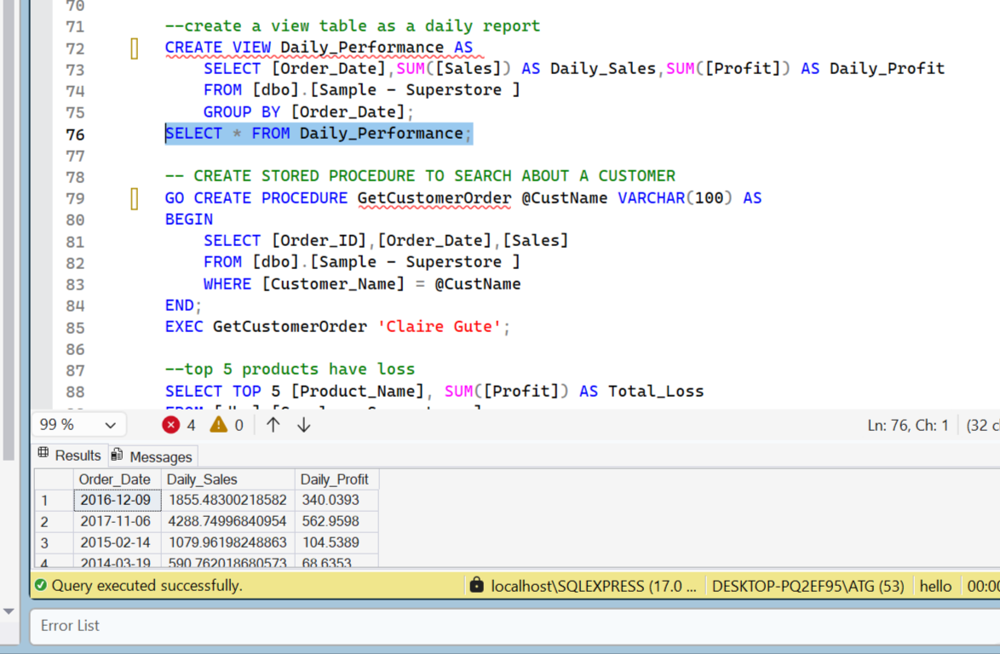 70
71 --create a view table as a daily report
72 CREATE VIEW Daily_Performance AS
73 SELECT [Order_Date],SUM([Sales]) AS Daily_Sales,SUM([Profit]) AS Daily_Profit
74 FROM [dbo].[Sample - Superstore ]
75 GROUP BY [Order_Date];
76 SELECT * FROM Daily_Performance;
77
78 -- CREATE STORED PROCEDURE TO SEARCH ABOUT A CUSTOMER
79 GO CREATE PROCEDURE GetCustomerOrder @CustName VARCHAR(100) AS
80 BEGIN
81 SELECT [Order_ID],[Order_Date],[Sales]
82 FROM [dbo].[Sample - Superstore ]
83 WHERE [Customer_Name] = @CustName
84 END;
85 EXEC GetCustomerOrder 'Claire Gute';
86
87 --top 5 products have loss
88 SELECT TOP 5 [Product_Name], SUM([Profit]) AS Total_Loss
99 % 4 0 Ln: 76, Ch: 1 (32 c
Results Messages
Order_Date Daily_Sales Daily_Profit
1 2016-12-09 1855.48300218582 340.0393
2 2017-11-06 4288.74996840954 562.9598
3 2015-02-14 1079.96198248863 104.5389
4 2014-03-19 590.762018680573 68.6353
Query executed successfully. localhost\SQLEXPRESS (17.0 ... DESKTOP-PQ2EF95\ATG (53) hello 00:00
Error List